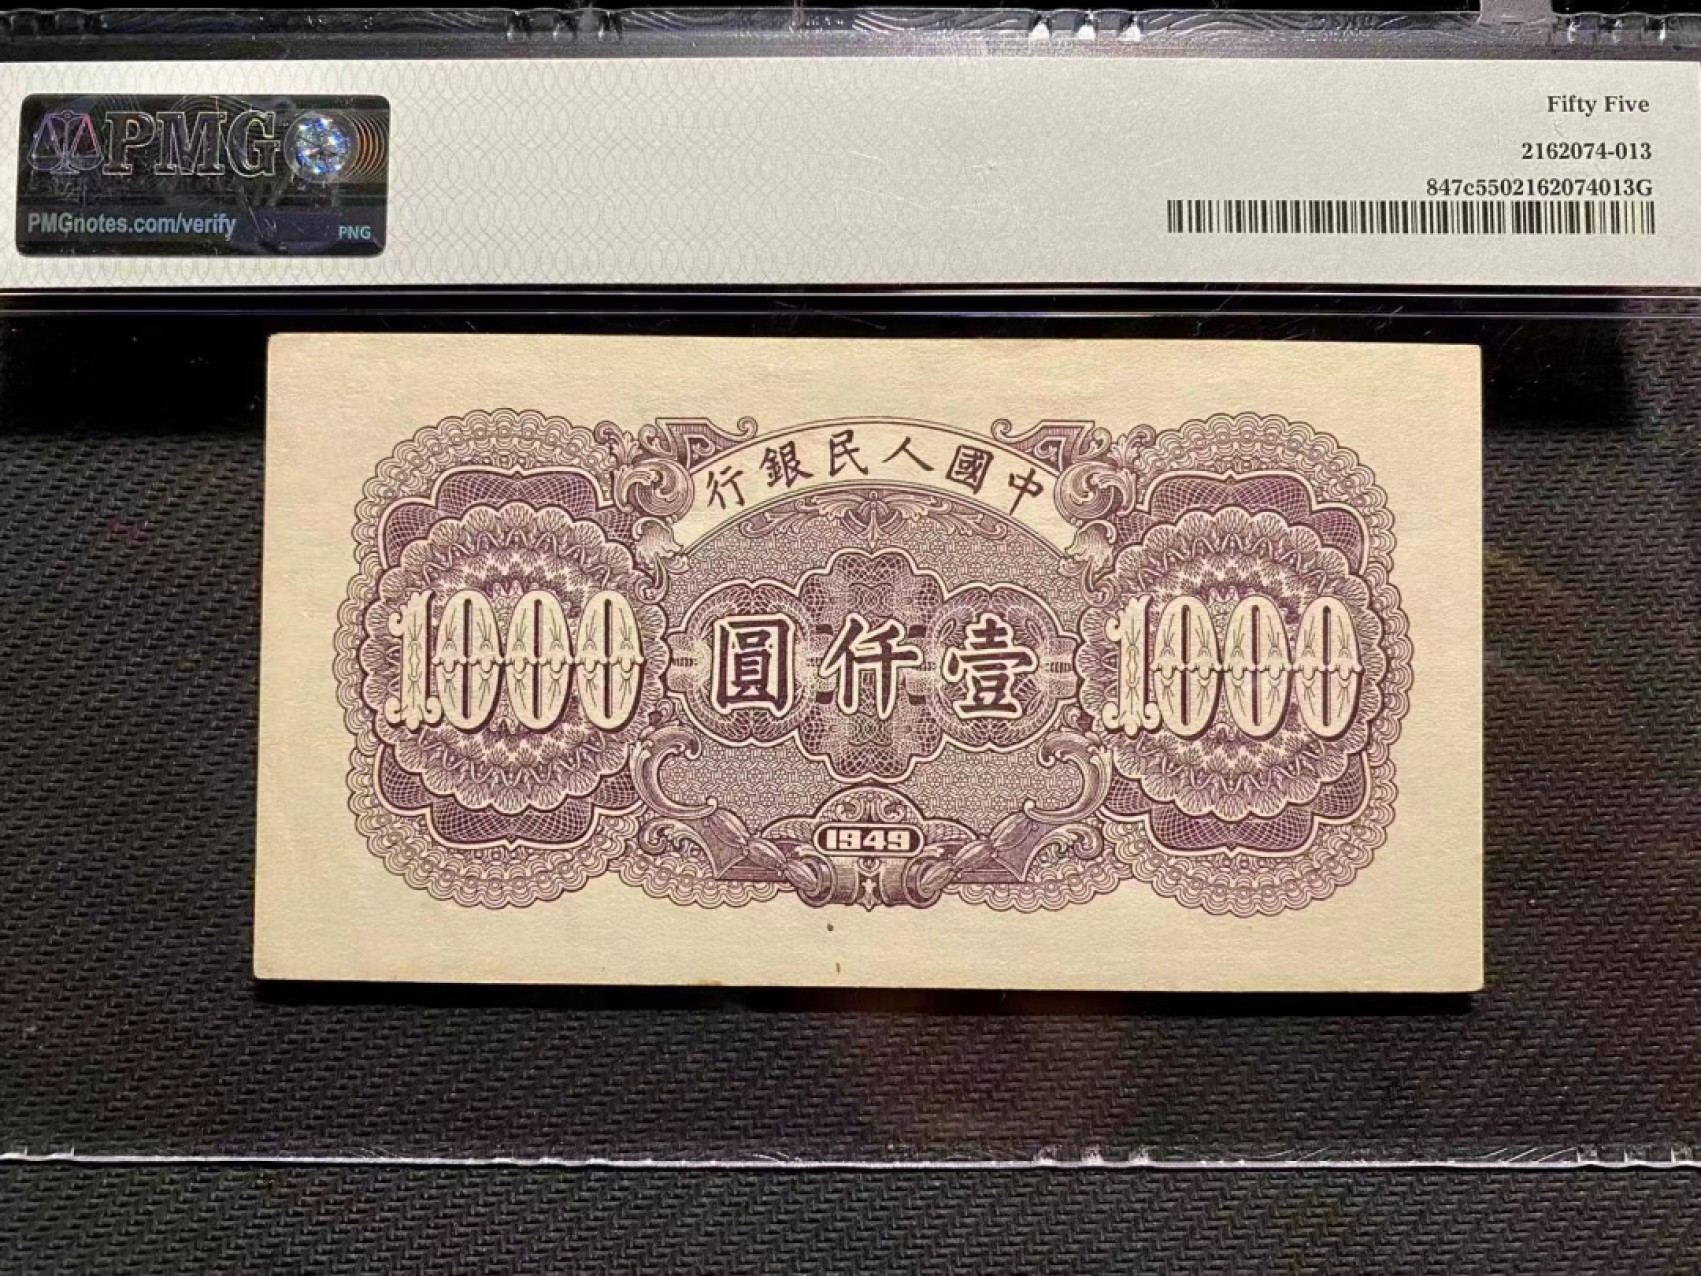 PMG
PMGnotes.com/verify
PNG
Fifty Five
2162074-013
847c5502162074013G
行銀民人國中
1000
圓仟壹
1000
1949